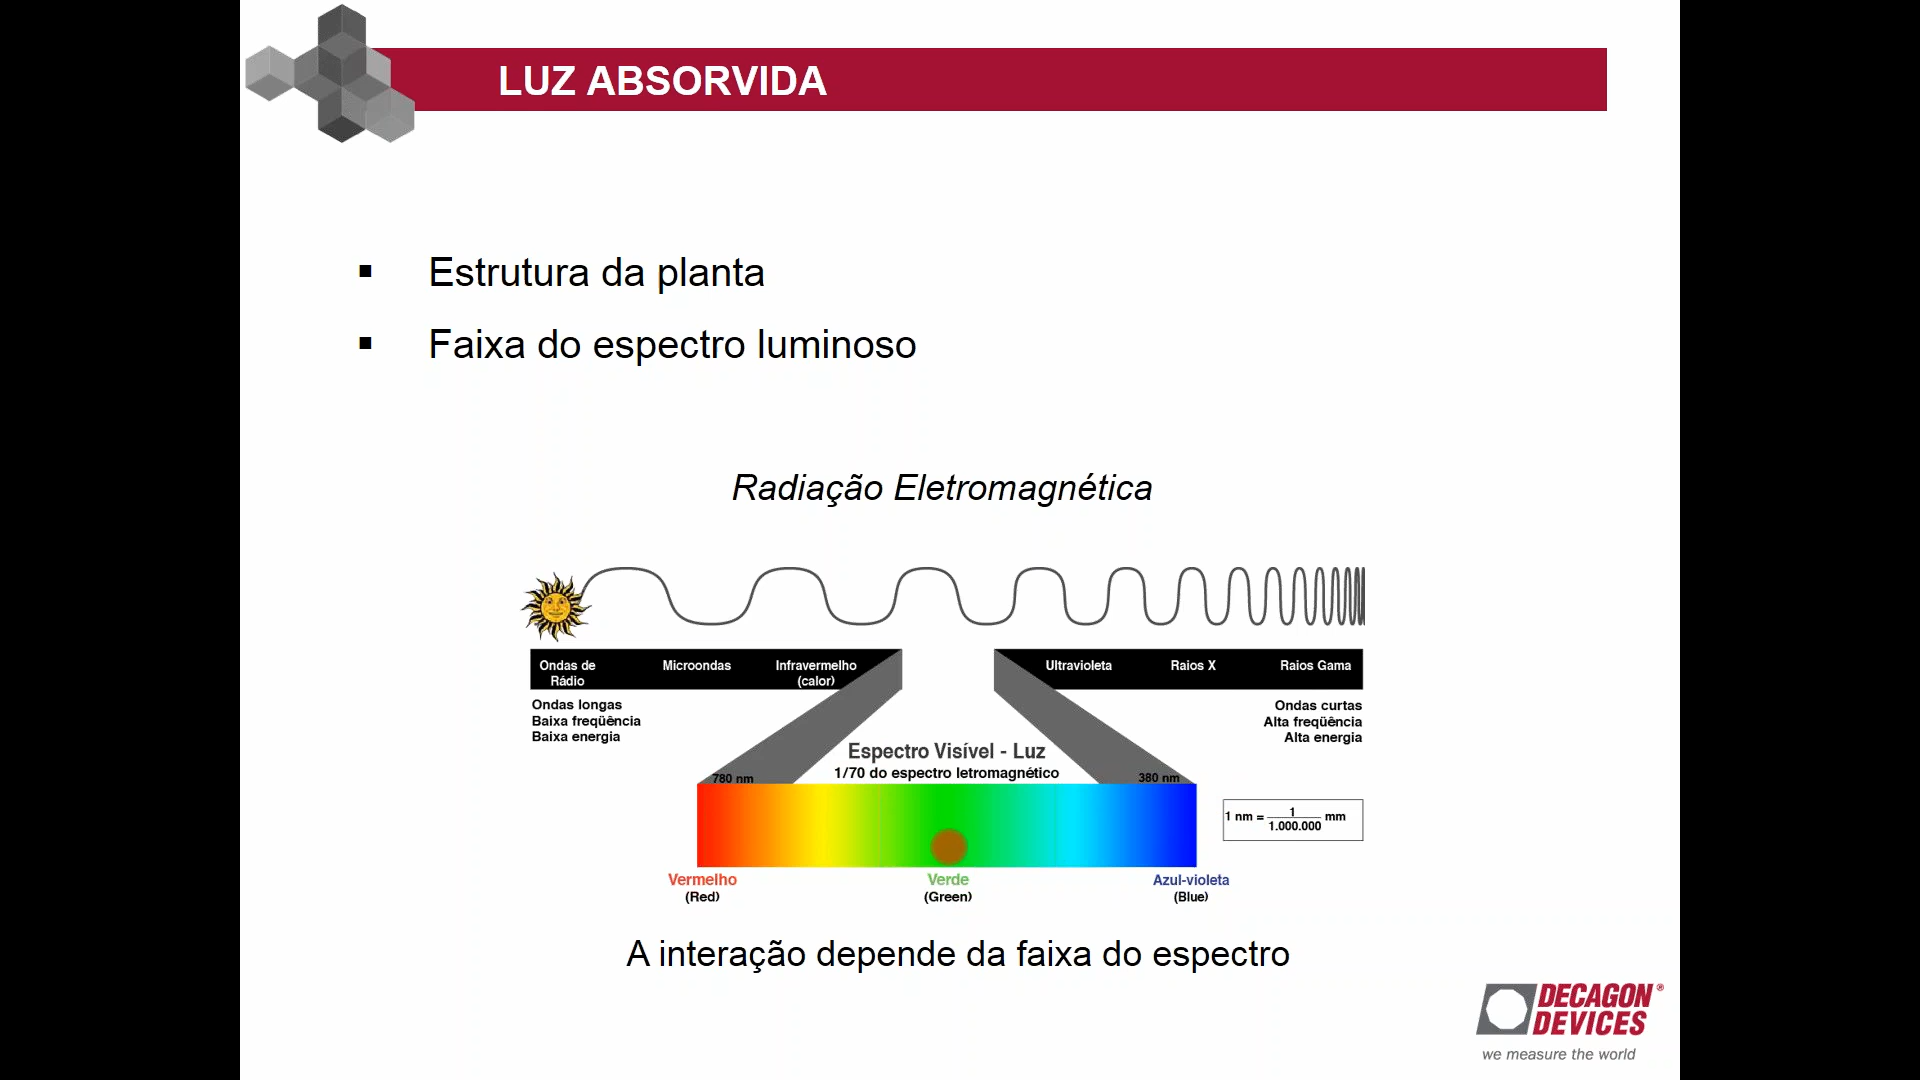 LUZ ABSORVIDA
▪ Estrutura da planta
▪ Faixa do espectro luminoso
Radiação Eletromagnética
Ondas de Rádio
Microondas
Infravermelho (calor)
Ultravioleta
Raios X
Raios Gama
Ondas longas
Baixa freqüência
Baixa energia
Ondas curtas
Alta freqüência
Alta energia
Espectro Visível - Luz
1/70 do espectro letromagnético
780 nm
380 nm
1 nm = 1/1.000.000 mm
Vermelho
(Red)
Verde
(Green)
Azul-violeta
(Blue)
A interação depende da faixa do espectro
DECAGON®
DEVICES
we measure the world